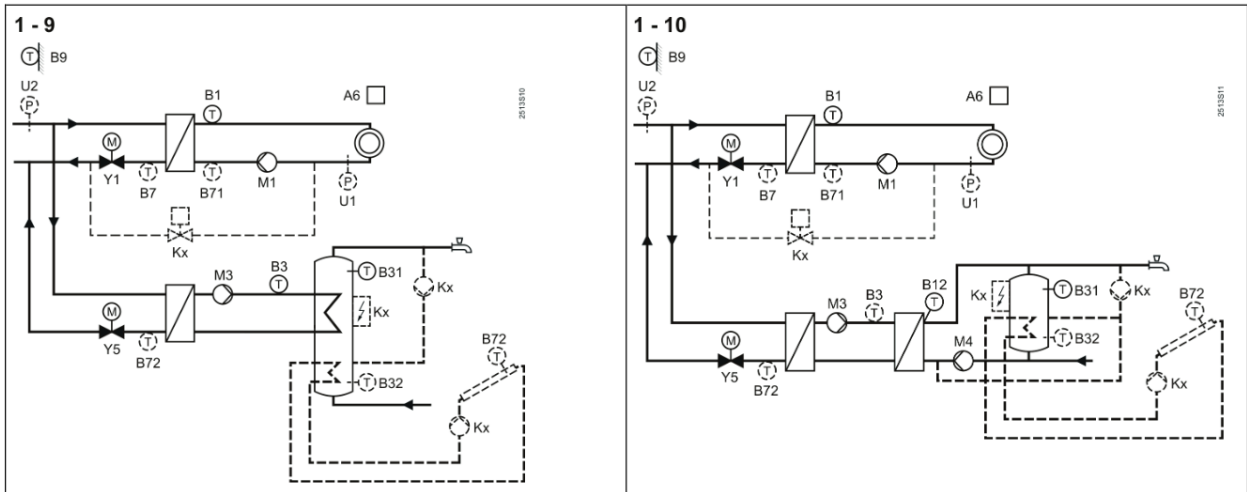 1 - 9
T B9
U2
P
B1
T
A6
2513S10
M
Y1
T
B7
T
B71
M1
P
U1
Kx
M3
B3
T
T B31
Kx
Kx
M
Y5
T
B72
T B32
B72
T
Kx
1 - 10
T B9
U2
P
B1
T
A6
2513S11
M
Y1
T
B7
T
B71
M1
P
U1
Kx
M3
B3
T
B12
T
Kx
T B31
Kx
B72
T
M
Y5
T
B72
M4
T B32
Kx